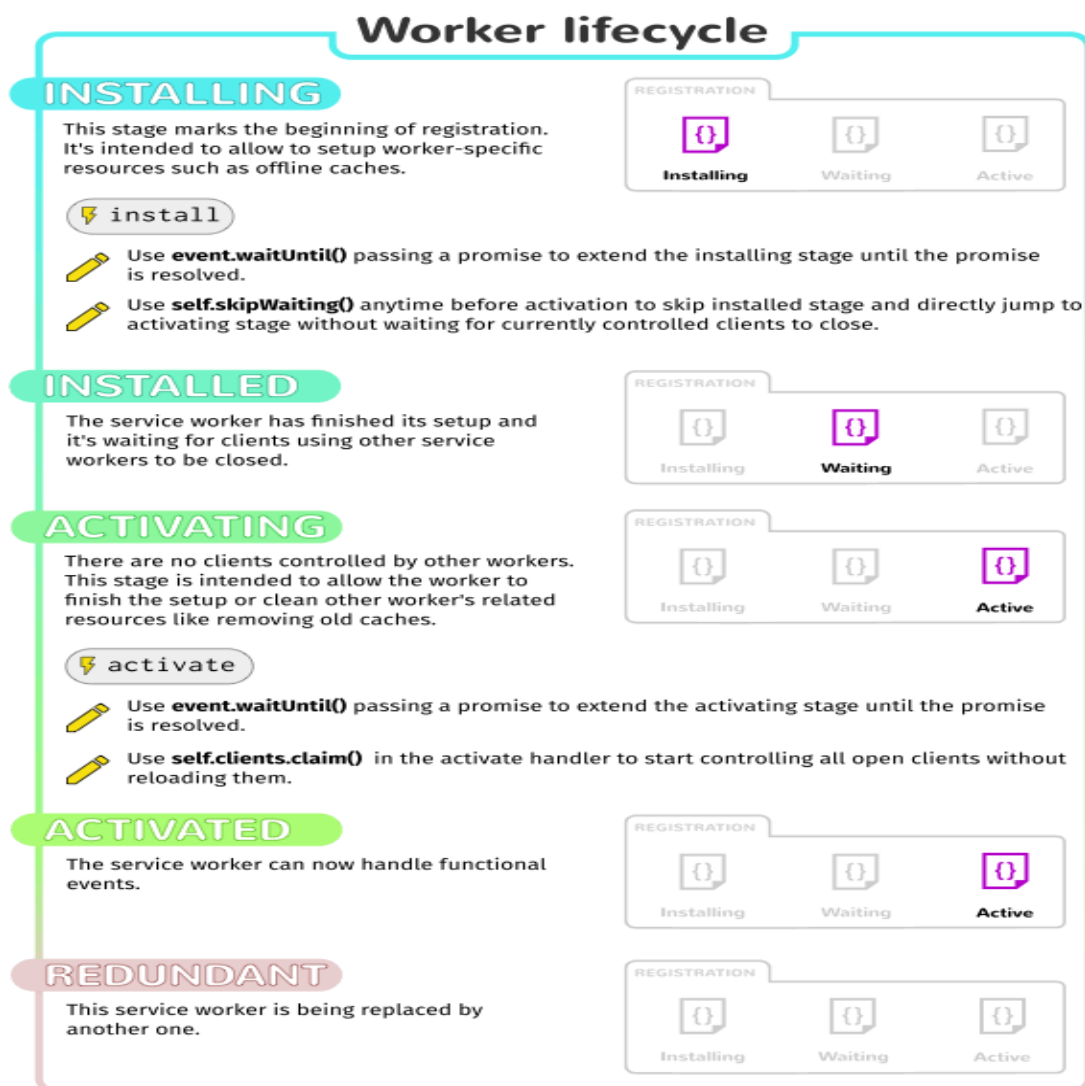 Worker lifecycle
INSTALLING
This stage marks the beginning of registration.
It's intended to allow to setup worker-specific
resources such as offline caches.
REGISTRATION
{} {} {}
Installing Waiting Active
install
Use event.waitUntil() passing a promise to extend the installing stage until the promise
is resolved.
Use self.skipWaiting() anytime before activation to skip installed stage and directly jump to
activating stage without waiting for currently controlled clients to close.
INSTALLED
The service worker has finished its setup and
it's waiting for clients using other service
workers to be closed.
REGISTRATION
{} {} {}
Installing Waiting Active
ACTIVATING
There are no clients controlled by other workers.
This stage is intended to allow the worker to
finish the setup or clean other worker's related
resources like removing old caches.
REGISTRATION
{} {} {}
Installing Waiting Active
activate
Use event.waitUntil() passing a promise to extend the activating stage until the promise
is resolved.
Use self.clients.claim() in the activate handler to start controlling all open clients without
reloading them.
ACTIVATED
The service worker can now handle functional
events.
REGISTRATION
{} {} {}
Installing Waiting Active
REDUNDANT
This service worker is being replaced by
another one.
REGISTRATION
{} {} {}
Installing Waiting Active